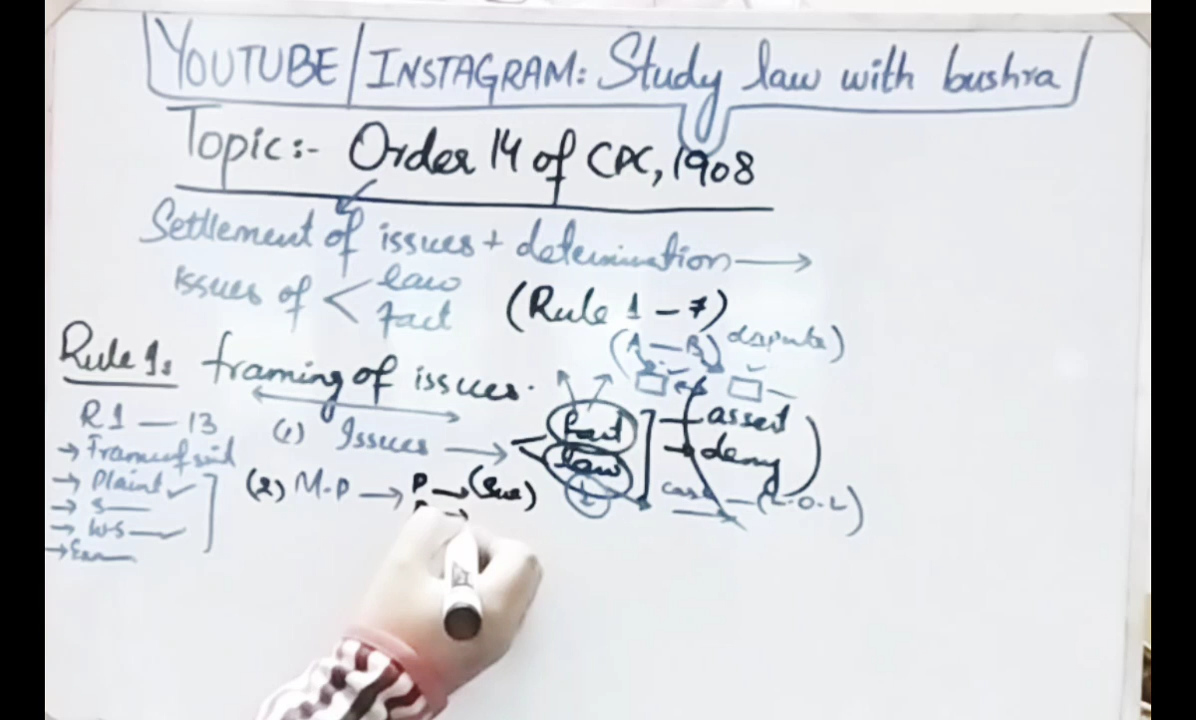 YOUTUBE/INSTAGRAM: Study law with bushra
Topic:- Order 14 of CPC, 1908
Settlement of issues + determination →
issues of < law
fact
(Rule 1 - 7)
(A — B) dispute)
Rule 1: framing of issues.
R1 — 13
→ Frame of suit
→ Plaint ✓
→ S
→ W.S
(1) Issues →
fact
law
1
→ assert
→ deny
case — (L.O.L)
(2) M.P → P → (Sue)